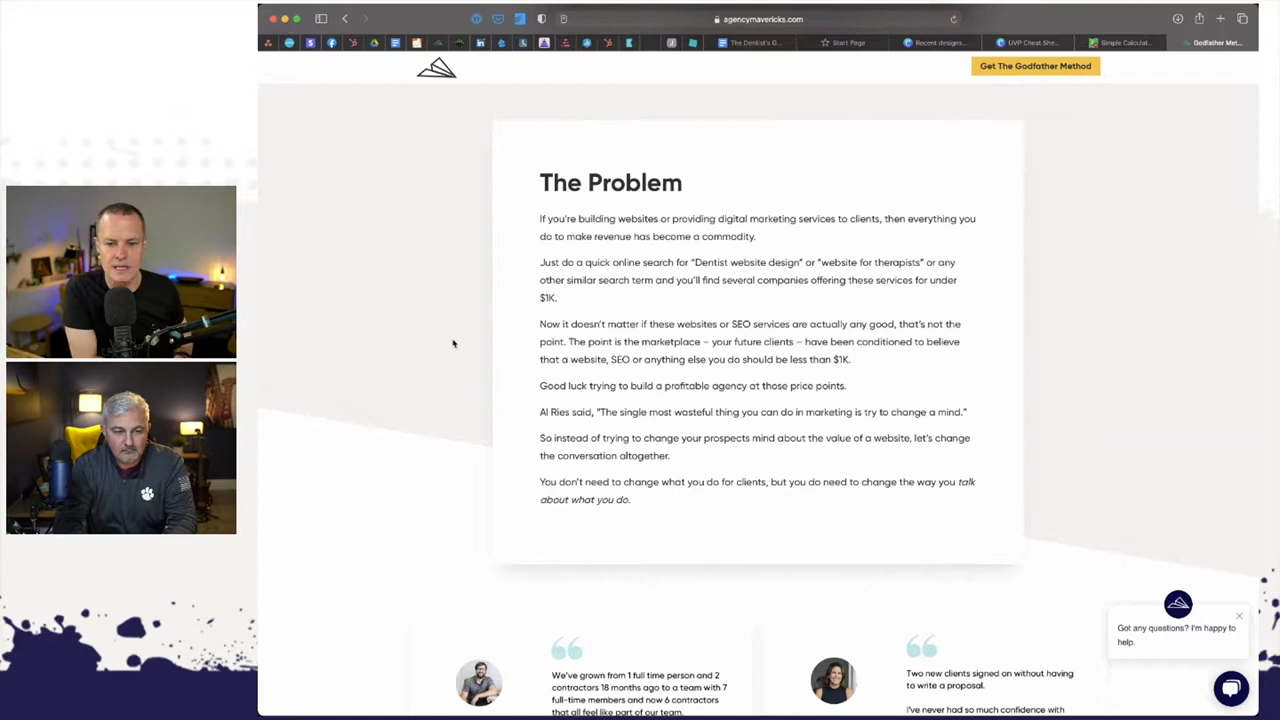 agencymavericks.com
The Dentist's G...
Start Page
Recent designs...
UVP Cheat She...
Simple Calculat...
Godfather Met...
Get The Godfather Method
The Problem
If you're building websites or providing digital marketing services to clients, then everything you
do to make revenue has become a commodity.
Just do a quick online search for "Dentist website design" or "website for therapists" or any
other similar search term and you'll find several companies offering these services for under
$1K.
Now it doesn't matter if these websites or SEO services are actually any good, that's not the
point. The point is the marketplace – your future clients – have been conditioned to believe
that a website, SEO or anything else you do should be less than $1K.
Good luck trying to build a profitable agency at those price points.
Al Ries said, "The single most wasteful thing you can do in marketing is try to change a mind."
So instead of trying to change your prospects mind about the value of a website, let's change
the conversation altogether.
You don't need to change what you do for clients, but you do need to change the way you talk
about what you do.
Got any questions? I'm happy to
help.
We've grown from 1 full time person and 2
contractors 18 months ago to a team with 7
full-time members and now 6 contractors
that all feel like part of our team.
Two new clients signed on without having
to write a proposal.
I've never had so much confidence with